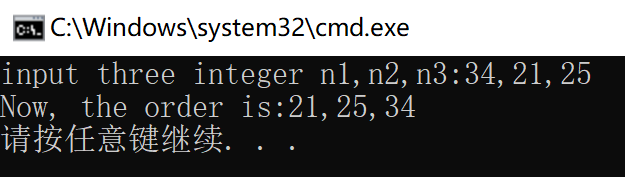 C:\Windows\system32\cmd.exe
input three integer n1,n2,n3:34,21,25
Now, the order is:21,25,34
请按任意键继续. . .